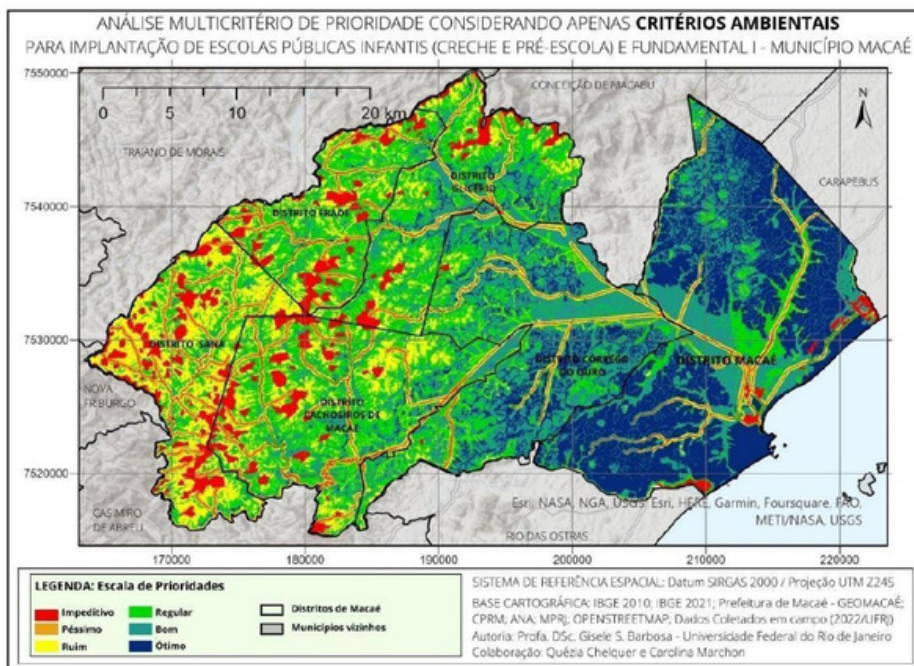 ANÁLISE MULTICRITÉRIO DE PRIORIDADE CONSIDERANDO APENAS CRITÉRIOS AMBIENTAIS
PARA IMPLANTAÇÃO DE ESCOLAS PÚBLICAS INFANTIS (CRECHE E PRÉ-ESCOLA) E FUNDAMENTAL I - MUNICÍPIO MACAÉ
7550000
0 5 10 20 km
CONCEIÇÃO DE MACABU
N
TRAJANO DE MORAIS
DISTRITO
GLICÉRIO
CARAPEBUS
7540000
DISTRITO FRADE
7530000
DISTRITO SANA
DISTRITO CÓRREGO
DO OURO
DISTRITO MACAÉ
NOVA
FRIBURGO
DISTRITO
CACHOEIROS DE
MACAÉ
7520000
CASIMIRO
DE ABREU
RIO DAS OSTRAS
Esri, NASA, NGA, USGS, Esri, HERE, Garmin, Foursquare, FAO,
METI/NASA, USGS
170000 180000 190000 200000 210000 220000
LEGENDA: Escala de Prioridades
Impeditivo
Péssimo
Ruim
Regular
Bom
Ótimo
Distritos de Macaé
Municípios vizinhos
SISTEMA DE REFERÊNCIA ESPACIAL: Datum SIRGAS 2000 / Projeção UTM Z24S
BASE CARTOGRÁFICA: IBGE 2010; IBGE 2021; Prefeitura de Macaé - GEOMACAÉ;
CPRM; ANA; MPRJ; OPENSTREETMAP; Dados Coletados em campo (2022/UFRJ)
Autoria: Profa. DSc. Gisele S. Barbosa - Universidade Federal do Rio de Janeiro
Colaboração: Quézia Chelquer e Carolina Marchon